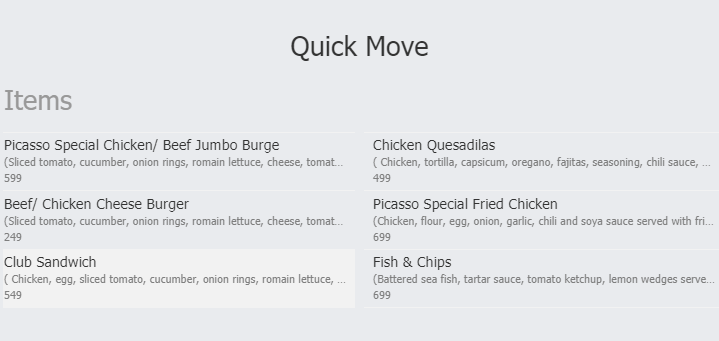 Quick Move
Items
Picasso Special Chicken/ Beef Jumbo Burge
(Sliced tomato, cucumber, onion rings, romain lettuce, cheese, tomat...
599
Beef/ Chicken Cheese Burger
(Sliced tomato, cucumber, onion rings, romain lettuce, cheese, tomat...
249
Club Sandwich
( Chicken, egg, sliced tomato, cucumber, onion rings, romain lettuce, ...
549
Chicken Quesadilas
( Chicken, tortilla, capsicum, oregano, fajitas, seasoning, chili sauce, ...
499
Picasso Special Fried Chicken
(Chicken, flour, egg, onion, garlic, chili and soya sauce served with fri...
699
Fish & Chips
(Battered sea fish, tartar sauce, tomato ketchup, lemon wedges serve...
699